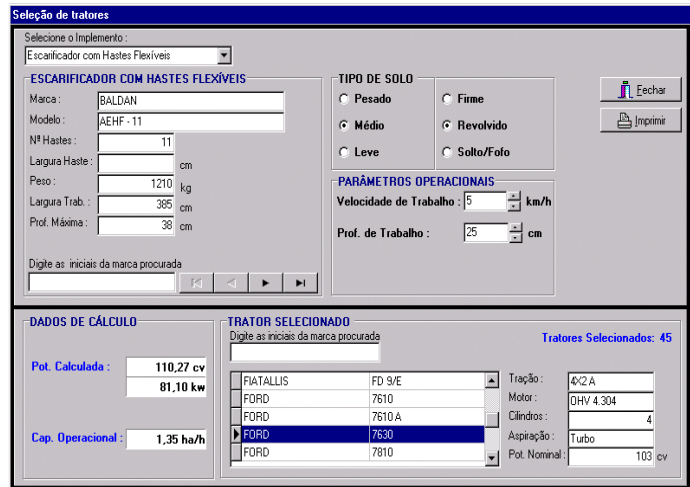 Seleção de tratores
Selecione o Implemento :
Escarificador com Hastes Flexíveis
ESCARIFICADOR COM HASTES FLEXÍVEIS
Marca : BALDAN
Modelo : AEHF - 11
Nº Hastes : 11
Largura Haste : cm
Peso : 1210 kg
Largura Trab. : 385 cm
Prof. Máxima : 38 cm
Digite as iniciais da marca procurada
TIPO DE SOLO
Pesado Firme
Médio Revolvido
Leve Solto/Fofo
PARÂMETROS OPERACIONAIS
Velocidade de Trabalho : 5 km/h
Prof. de Trabalho : 25 cm
Fechar
Imprimir
DADOS DE CÁLCULO
Pot. Calculada : 110,27 cv
81,10 kw
Cap. Operacional : 1,35 ha/h
TRATOR SELECIONADO
Digite as iniciais da marca procurada
Tratores Selecionados: 45
FIATALLIS FD 9/E
FORD 7610
FORD 7610 A
FORD 7630
FORD 7810
Tração : 4X2 A
Motor : OHV 4.304
Cilindros : 4
Aspiração : Turbo
Pot. Nominal : 103 cv